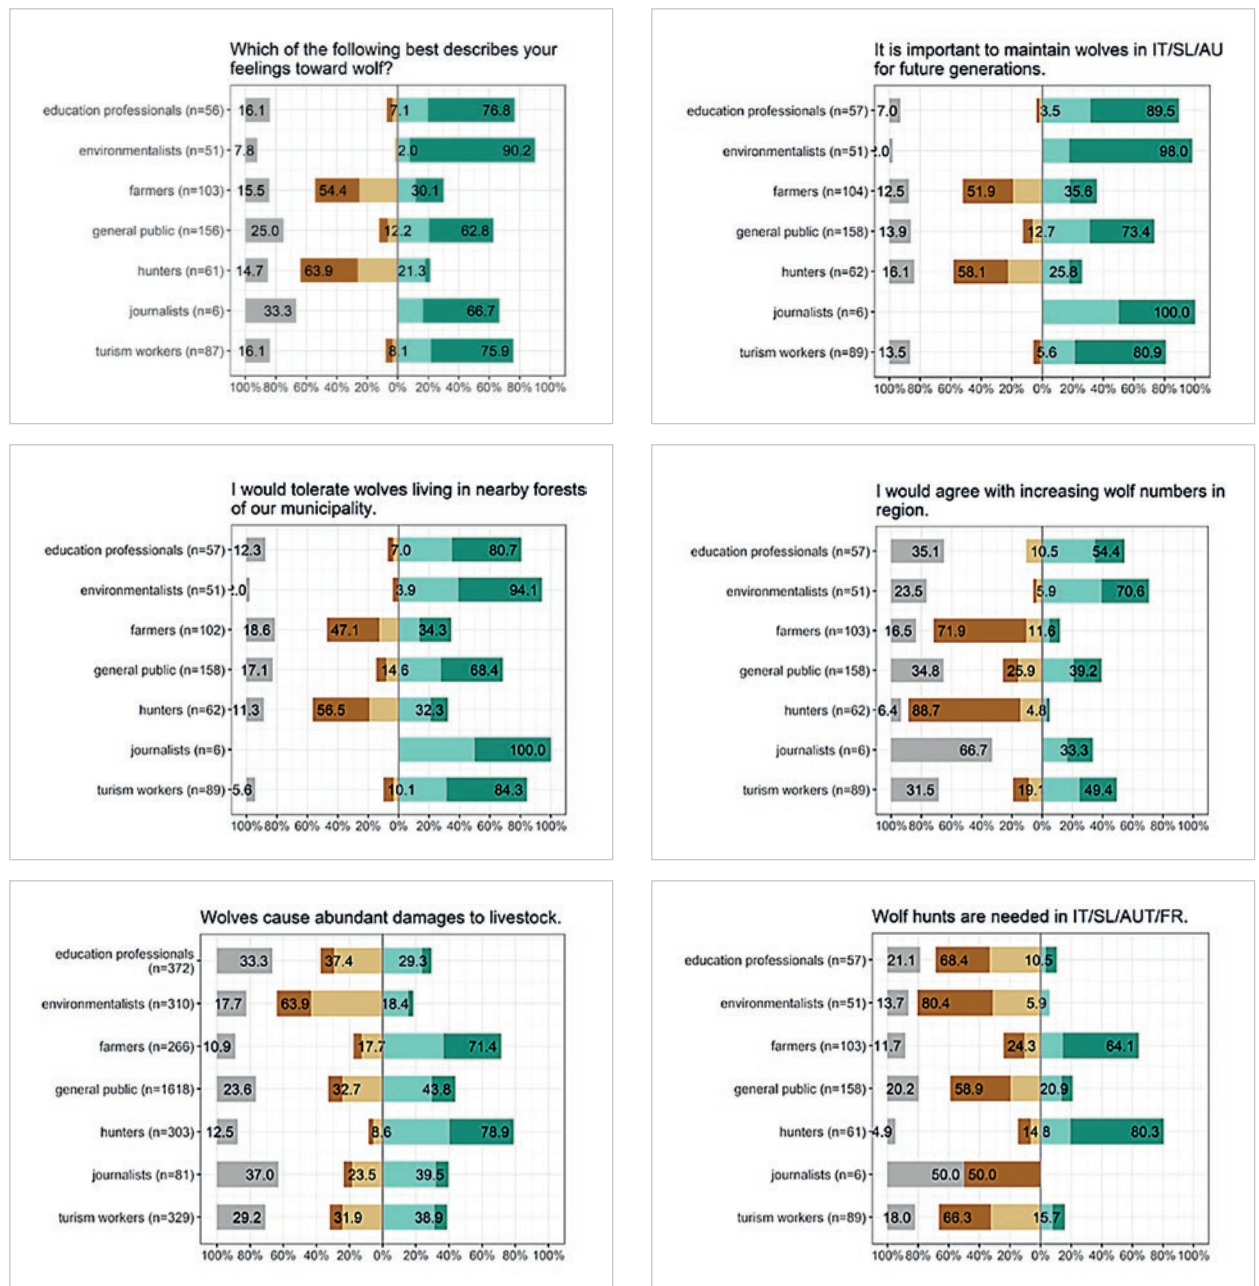 Which of the following best describes your
feelings toward wolf?
education professionals (n=56) 16.1 7.1 76.8
environmentalists (n=51) 7.8 2.0 90.2
farmers (n=103) 15.5 54.4 30.1
general public (n=156) 25.0 12.2 62.8
hunters (n=61) 14.7 63.9 21.3
journalists (n=6) 33.3 66.7
turism workers (n=87) 16.1 8.1 75.9
100% 80% 60% 40% 20% 0% 20% 40% 60% 80% 100%
It is important to maintain wolves in IT/SL/AU
for future generations.
education professionals (n=57) 7.0 3.5 89.5
environmentalists (n=51) 2.0 98.0
farmers (n=104) 12.5 51.9 35.6
general public (n=158) 13.9 12.7 73.4
hunters (n=62) 16.1 58.1 25.8
journalists (n=6) 100.0
turism workers (n=89) 13.5 5.6 80.9
100% 80% 60% 40% 20% 0% 20% 40% 60% 80% 100%
I would tolerate wolves living in nearby forests
of our municipality.
education professionals (n=57) 12.3 7.0 80.7
environmentalists (n=51) 2.0 3.9 94.1
farmers (n=102) 18.6 47.1 34.3
general public (n=158) 17.1 14.6 68.4
hunters (n=62) 11.3 56.5 32.3
journalists (n=6) 100.0
turism workers (n=89) 5.6 10.1 84.3
100% 80% 60% 40% 20% 0% 20% 40% 60% 80% 100%
I would agree with increasing wolf numbers in
region.
education professionals (n=57) 35.1 10.5 54.4
environmentalists (n=51) 23.5 5.9 70.6
farmers (n=103) 16.5 71.9 11.6
general public (n=158) 34.8 25.9 39.2
hunters (n=62) 6.4 88.7 4.8
journalists (n=6) 66.7 33.3
turism workers (n=89) 31.5 19.1 49.4
100% 80% 60% 40% 20% 0% 20% 40% 60% 80% 100%
Wolves cause abundant damages to livestock.
education professionals
(n=372) 33.3 37.4 29.3
environmentalists (n=310) 17.7 63.9 18.4
farmers (n=266) 10.9 17.7 71.4
general public (n=1618) 23.6 32.7 43.8
hunters (n=303) 12.5 8.6 78.9
journalists (n=81) 37.0 23.5 39.5
turism workers (n=329) 29.2 31.9 38.9
100% 80% 60% 40% 20% 0% 20% 40% 60% 80% 100%
Wolf hunts are needed in IT/SL/AUT/FR.
education professionals (n=57) 21.1 68.4 10.5
environmentalists (n=51) 13.7 80.4 5.9
farmers (n=103) 11.7 24.3 64.1
general public (n=158) 20.2 58.9 20.9
hunters (n=61) 4.9 14.8 80.3
journalists (n=6) 50.0 50.0
turism workers (n=89) 18.0 66.3 15.7
100% 80% 60% 40% 20% 0% 20% 40% 60% 80% 100%